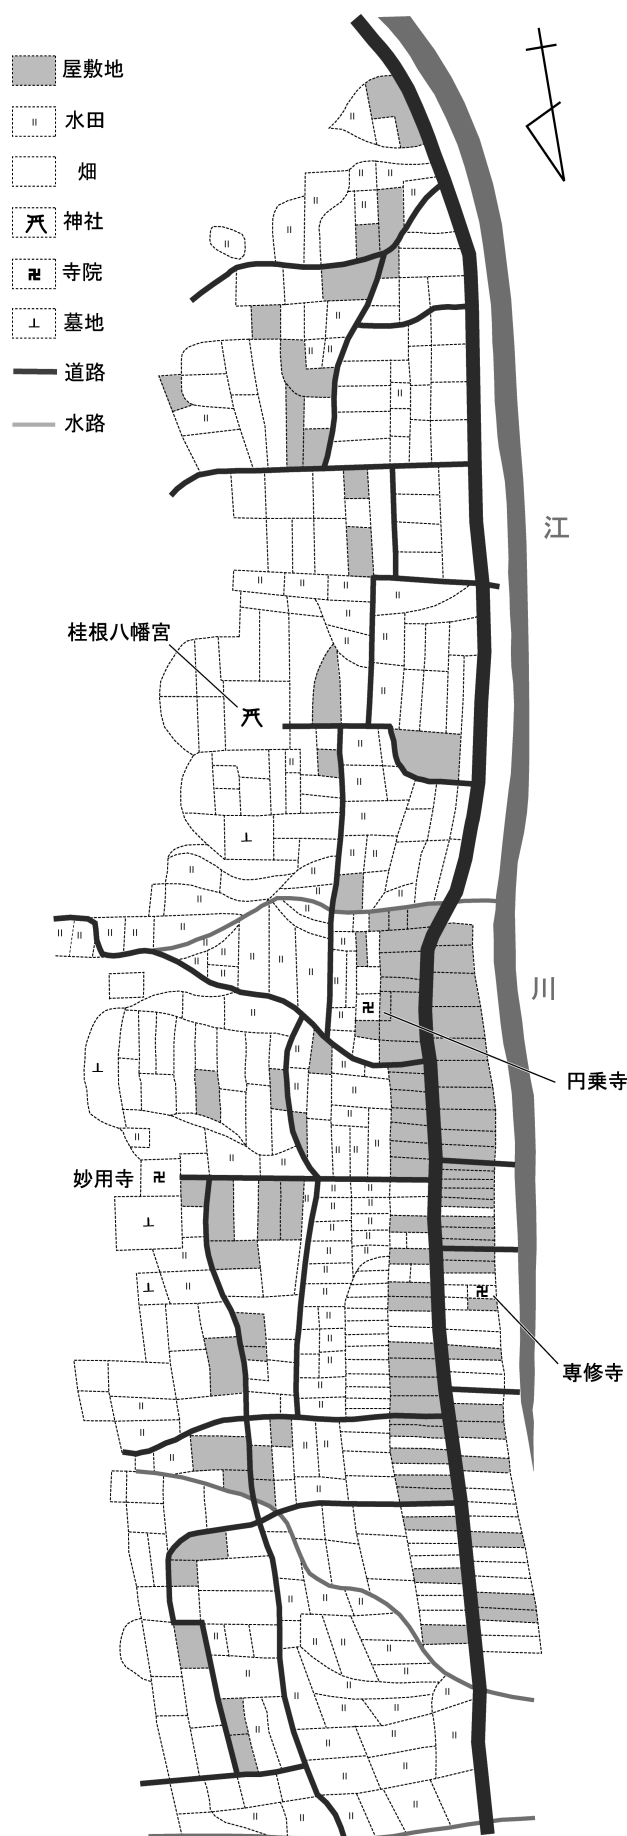 屋敷地
水田
畑
神社
寺院
墓地
道路
水路
江
川
桂根八幡宮
円乗寺
妙用寺
専修寺